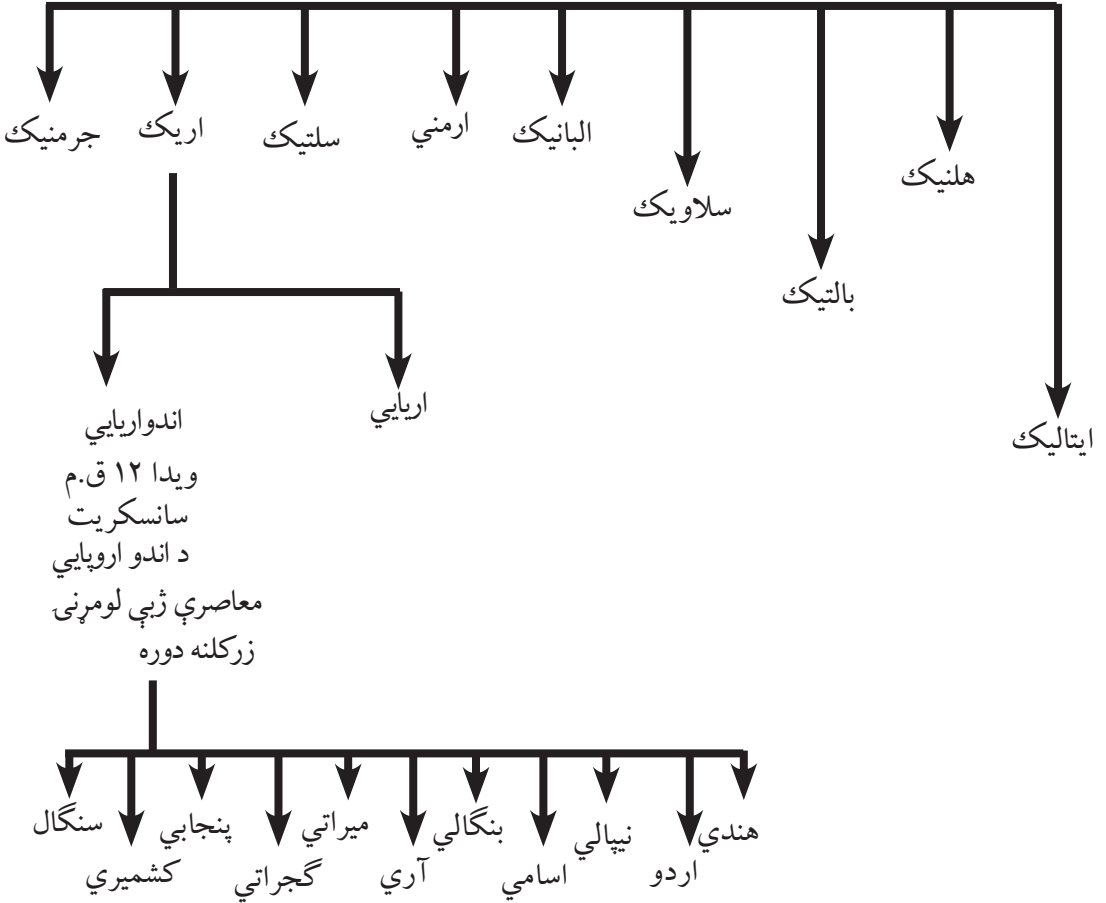 جرمنيک
اريک
سلتيک
ارمني
البانيک
سلاويک
بالتيک
هلنيک
ايتاليک
اريايي
اندواريايي
ويدا ۱۲ ق.م
سانسکريت
د اندو اروپايي
معاصرې ژبې لومړنۍ
زرکلنه دوره
هندي
اردو
نيپالي
اسامي
بنگالي
آري
ميراتي
گجراتي
پنجابي
کشميري
سنگال